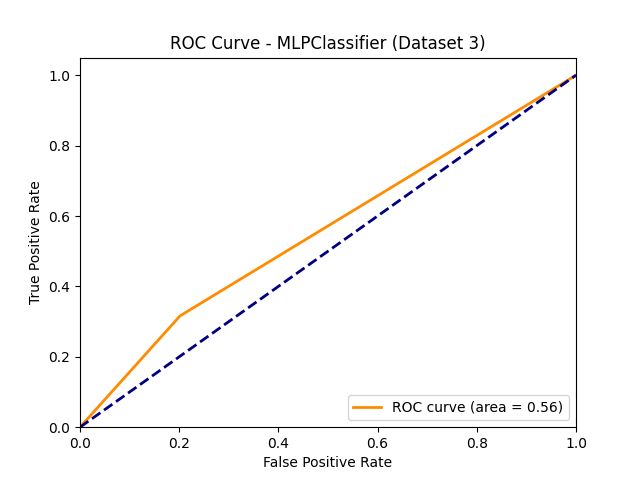 ROC Curve - MLPClassifier (Dataset 3)
True Positive Rate
1.0
0.8
0.6
0.4
0.2
0.0
ROC curve (area = 0.56)
0.0 0.2 0.4 0.6 0.8 1.0
False Positive Rate